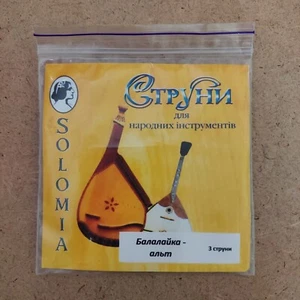 Струни
для
народних інструментів
SOLOMIA
Балалайка -
альт
3 струни